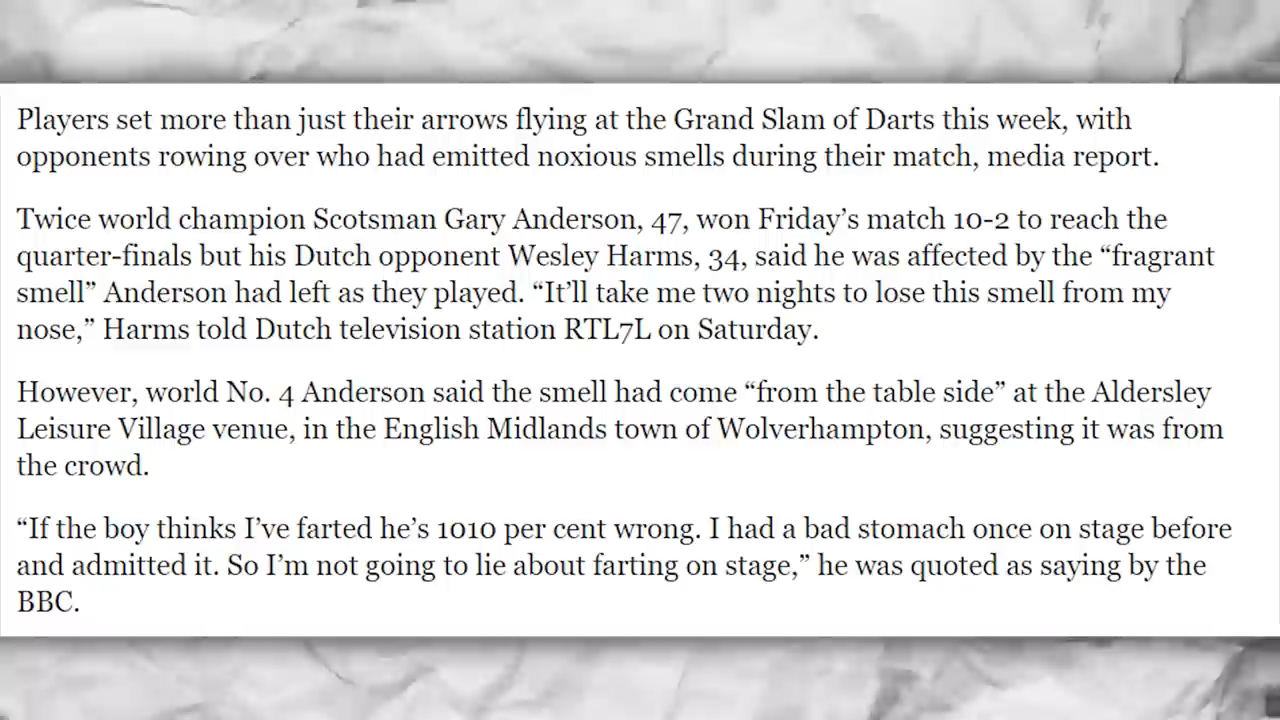 Players set more than just their arrows flying at the Grand Slam of Darts this week, with
opponents rowing over who had emitted noxious smells during their match, media report.
Twice world champion Scotsman Gary Anderson, 47, won Friday’s match 10-2 to reach the
quarter-finals but his Dutch opponent Wesley Harms, 34, said he was affected by the “fragrant
smell” Anderson had left as they played. “It’ll take me two nights to lose this smell from my
nose,” Harms told Dutch television station RTL7L on Saturday.
However, world No. 4 Anderson said the smell had come “from the table side” at the Aldersley
Leisure Village venue, in the English Midlands town of Wolverhampton, suggesting it was from
the crowd.
“If the boy thinks I’ve farted he’s 1010 per cent wrong. I had a bad stomach once on stage before
and admitted it. So I’m not going to lie about farting on stage,” he was quoted as saying by the
BBC.